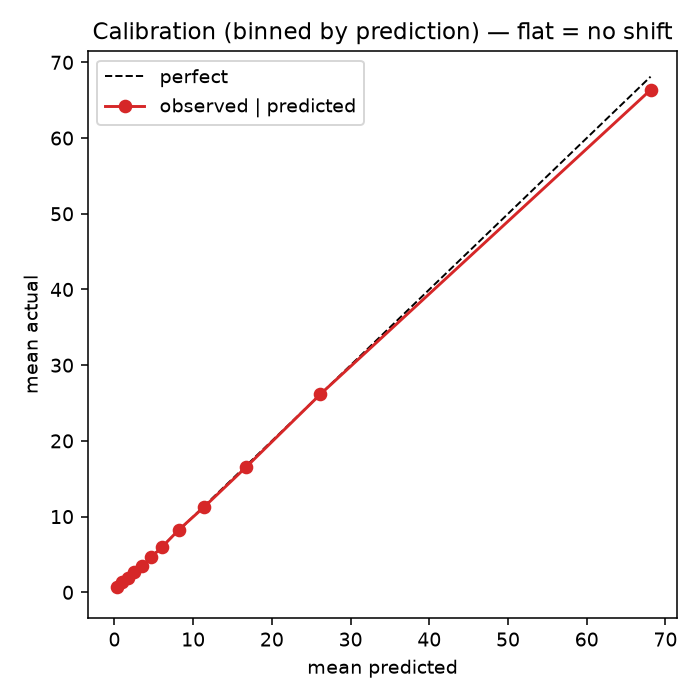 Calibration (binned by prediction) — flat = no shift
perfect
observed | predicted
70
60
50
40
30
20
10
0
mean actual
0 10 20 30 40 50 60 70
mean predicted